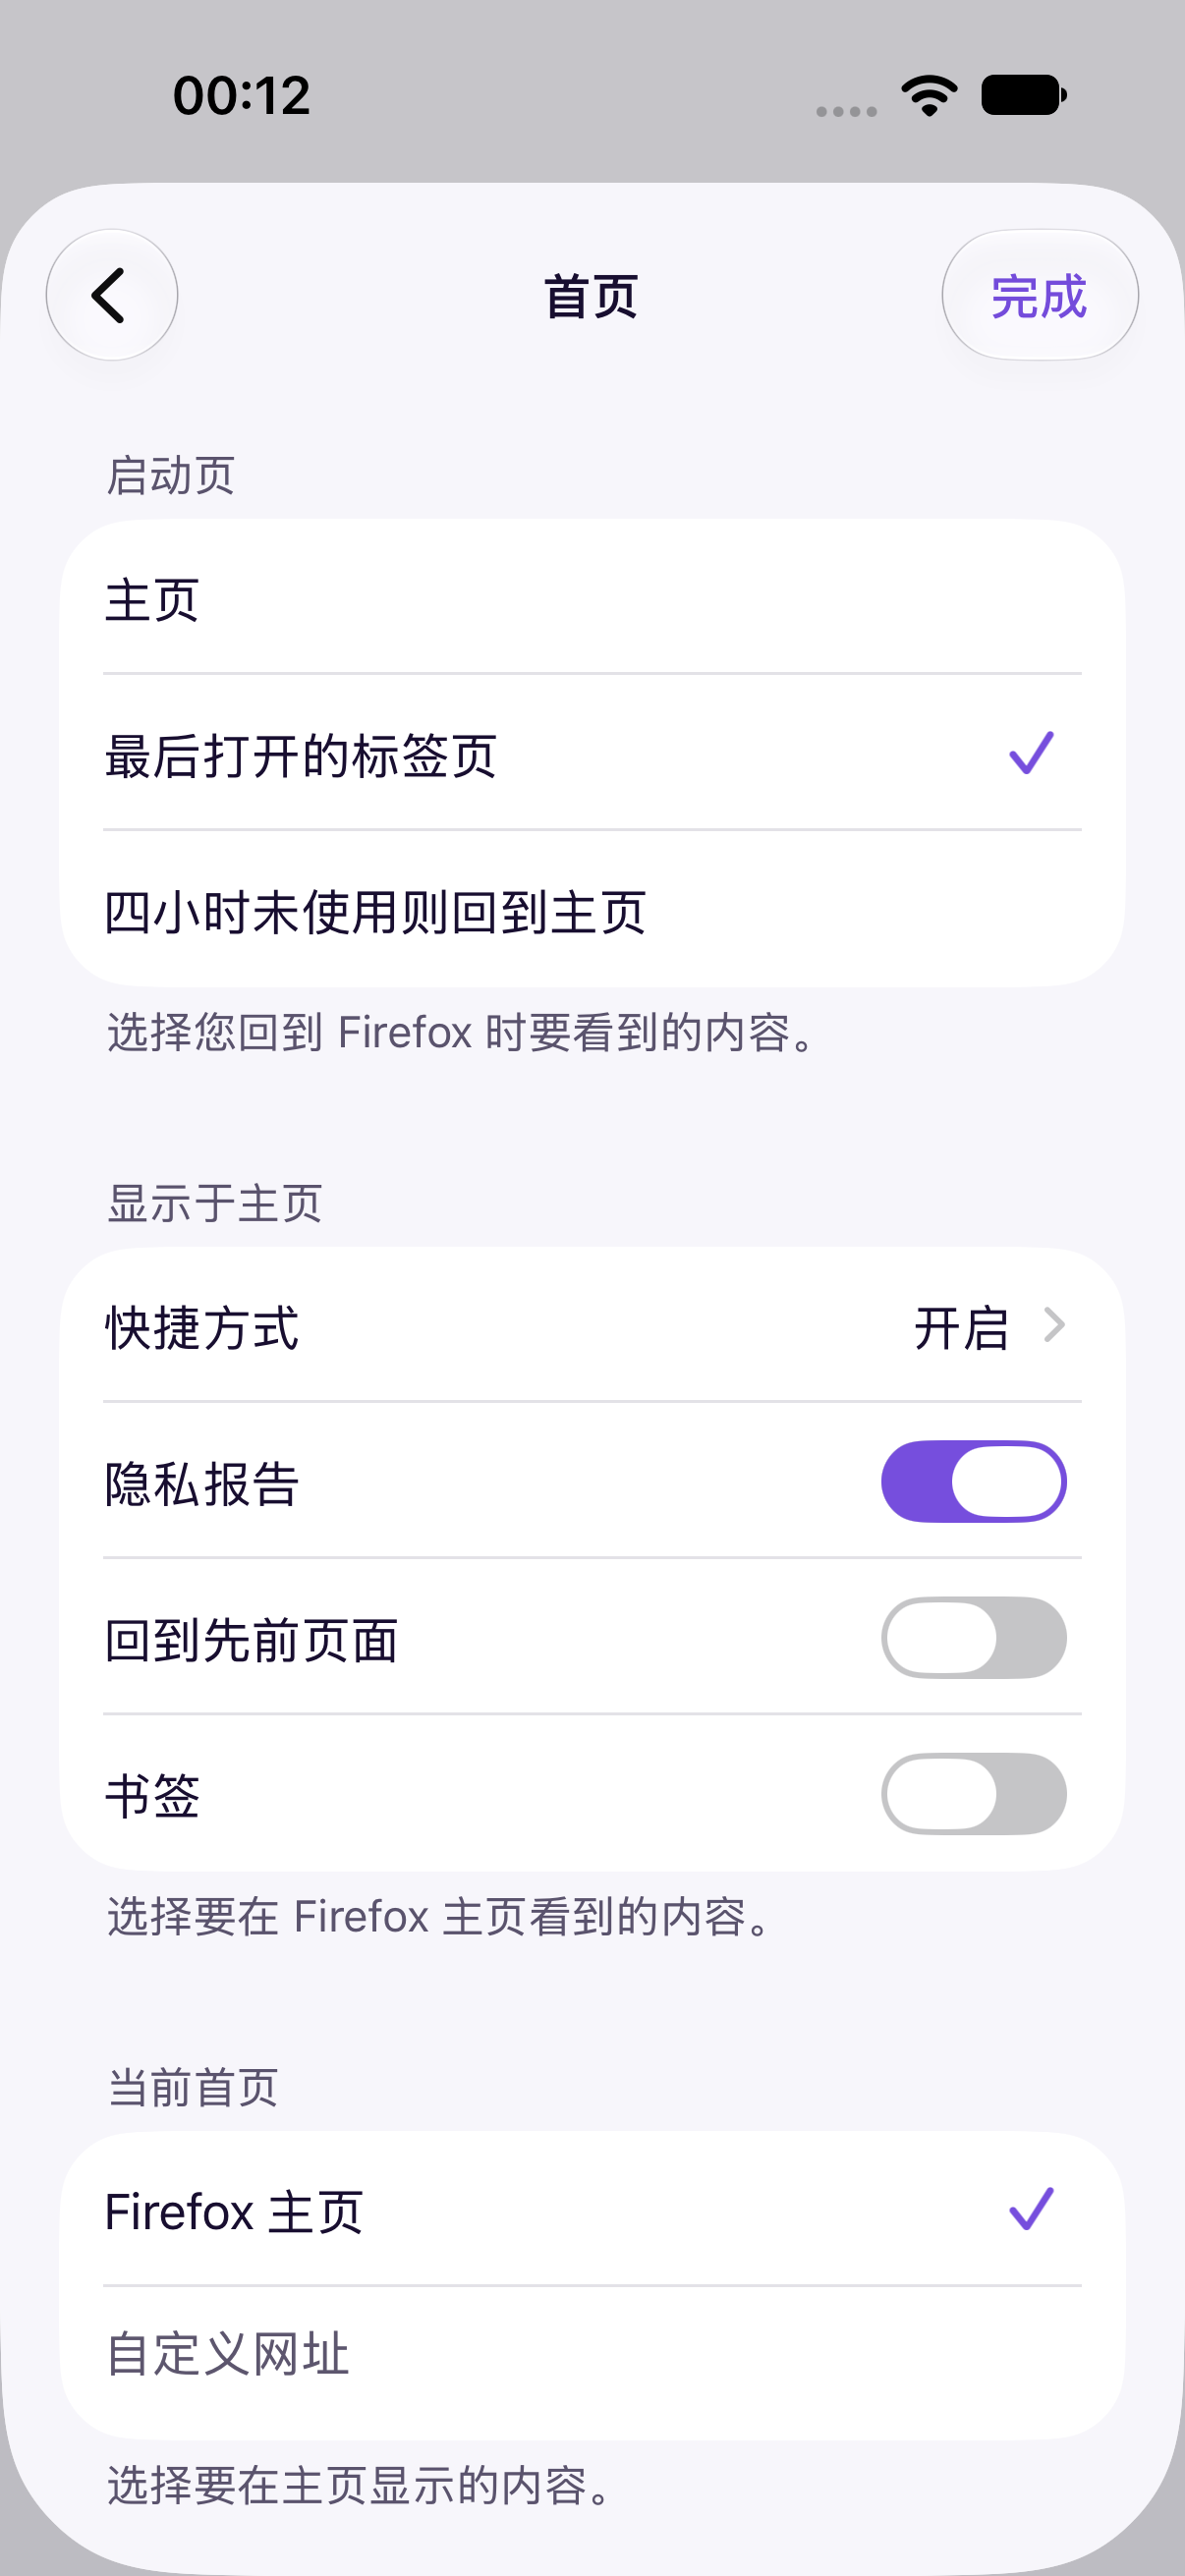 00:12
首页
完成
启动页
主页
最后打开的标签页
四小时未使用则回到主页
选择您回到 Firefox 时要看到的内容。
显示于主页
快捷方式 开启
隐私报告
回到先前页面
书签
选择要在 Firefox 主页看到的内容。
当前首页
Firefox 主页
自定义网址
选择要在主页显示的内容。